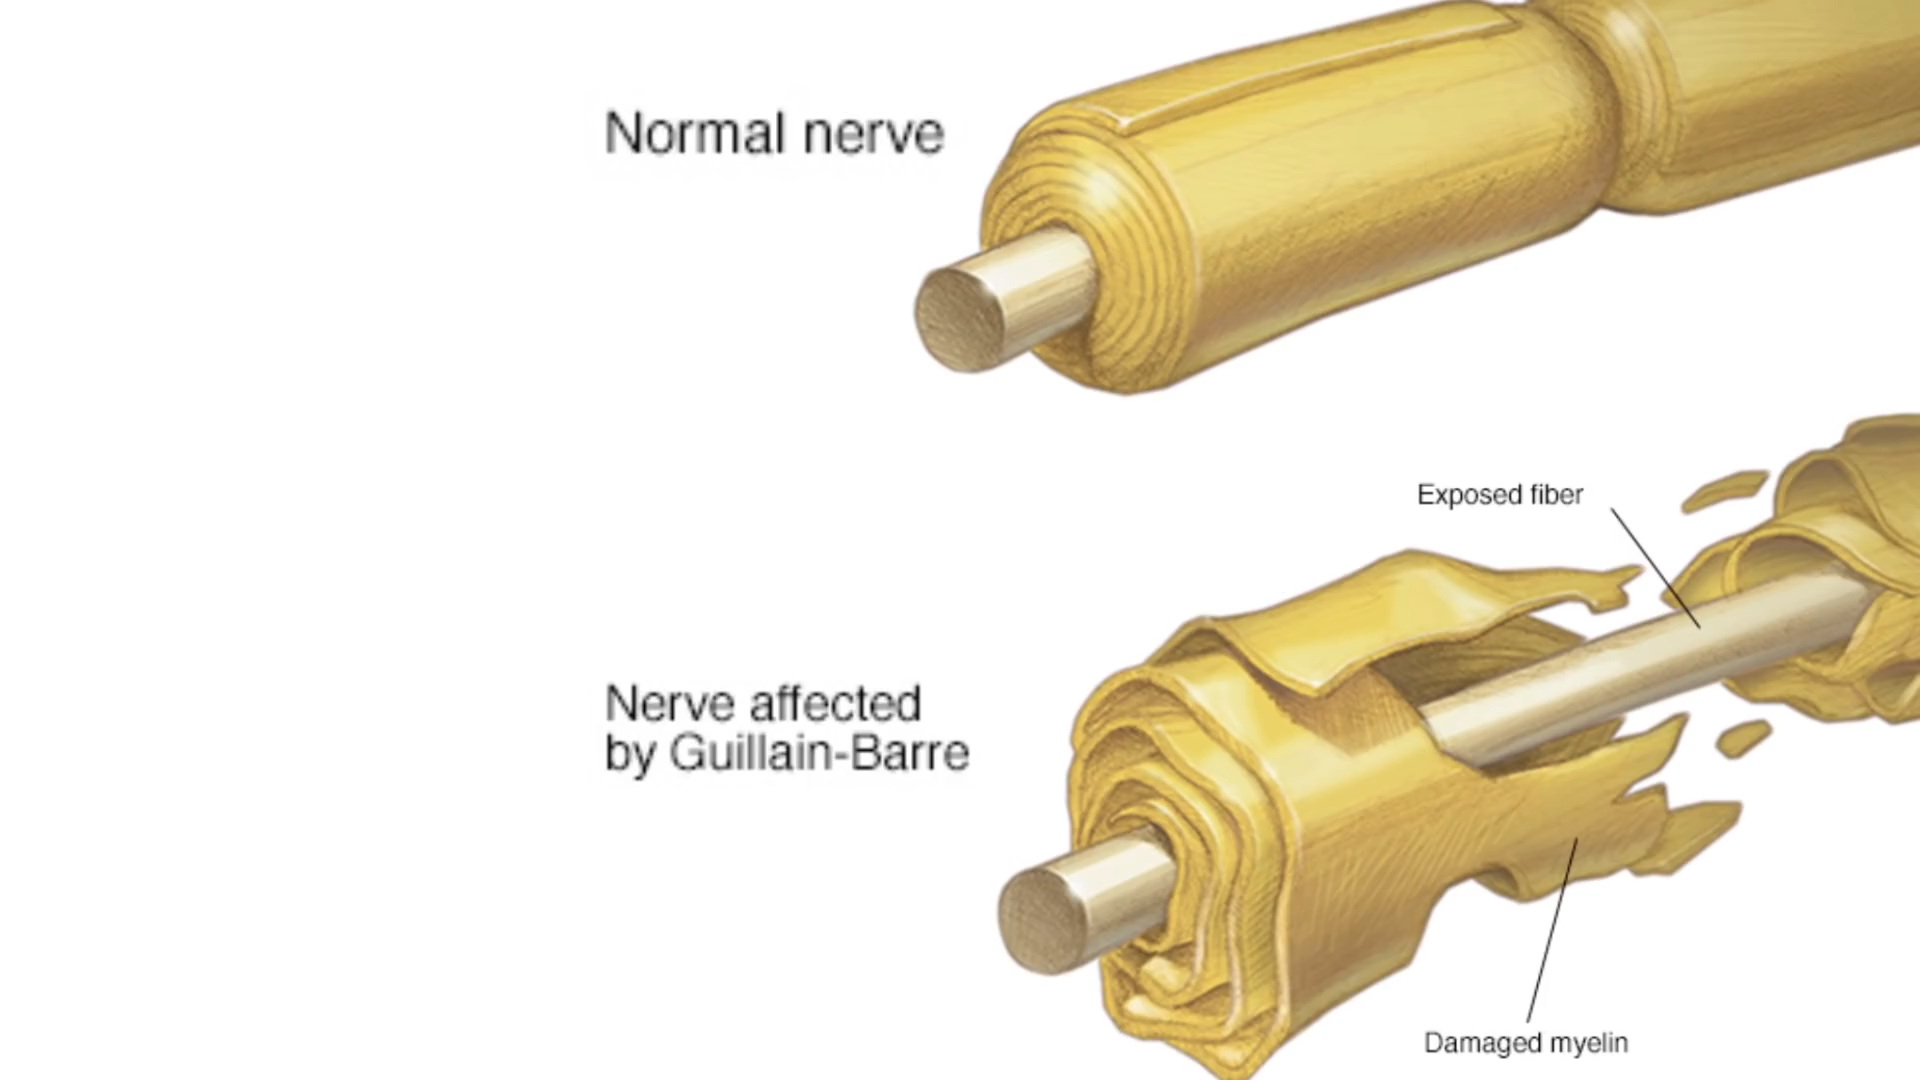 Normal nerve
Exposed fiber
Nerve affected
by Guillain-Barre
Damaged myelin